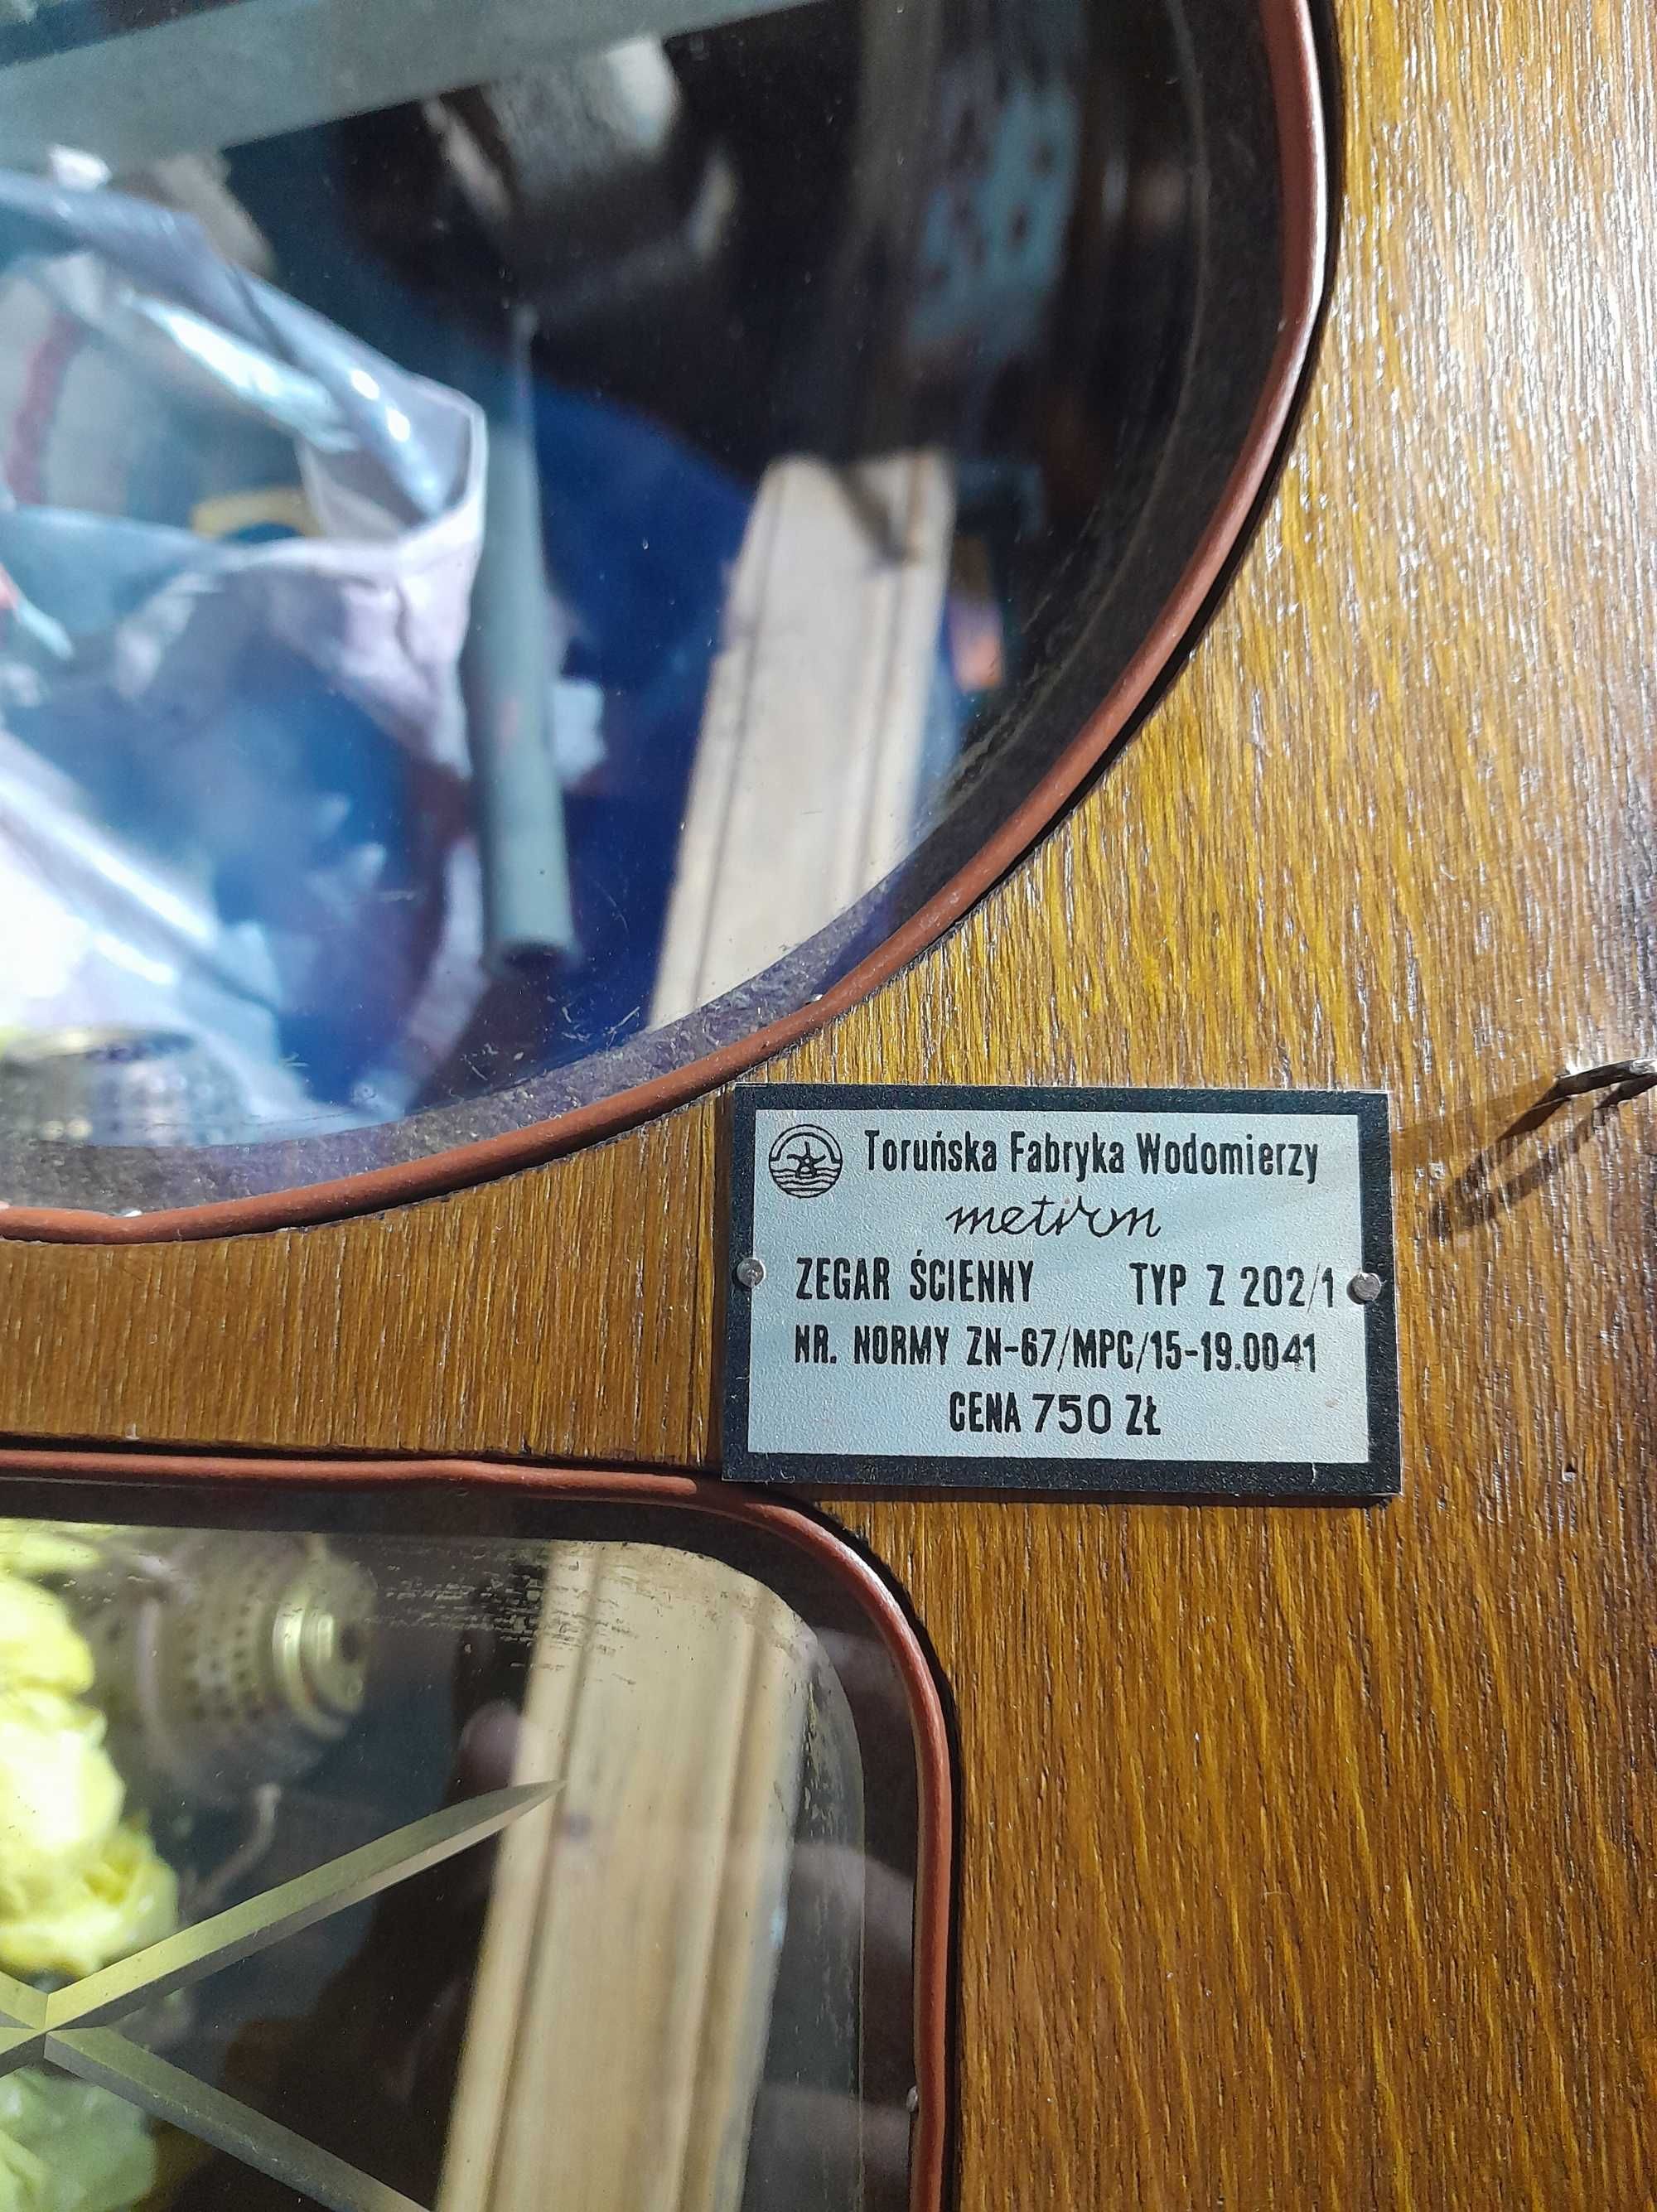 Toruńska Fabryka Wodomierzy
metron
ZEGAR ŚCIENNY TYP Z 202/1
NR. NORMY ZN-67/MPC/15-19.0041
CENA 750 ZŁ